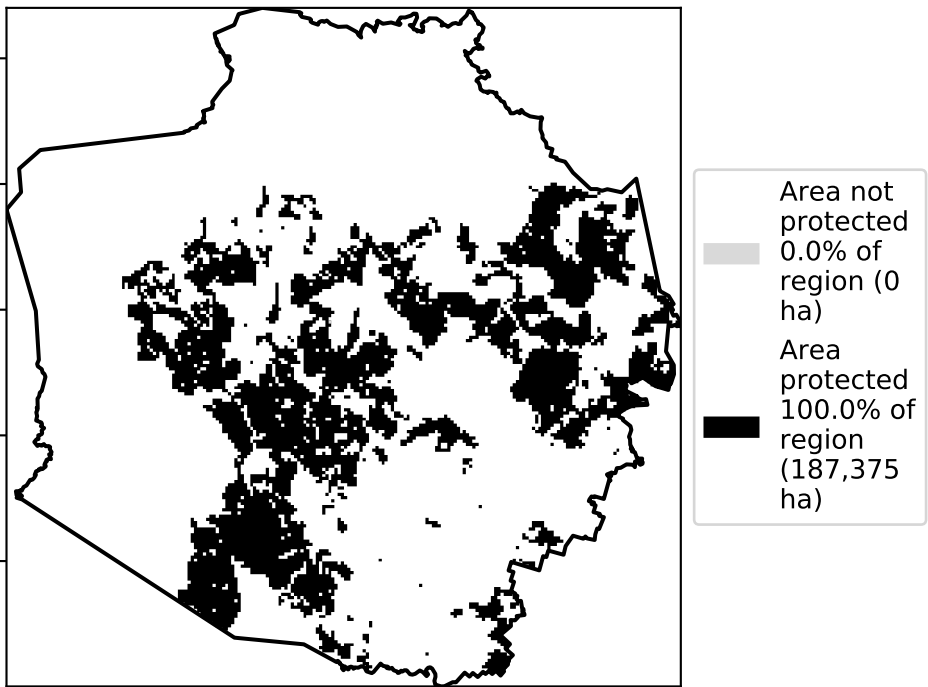 Area not
protected
0.0% of
region (0
ha)
Area
protected
100.0% of
region
(187,375
ha)